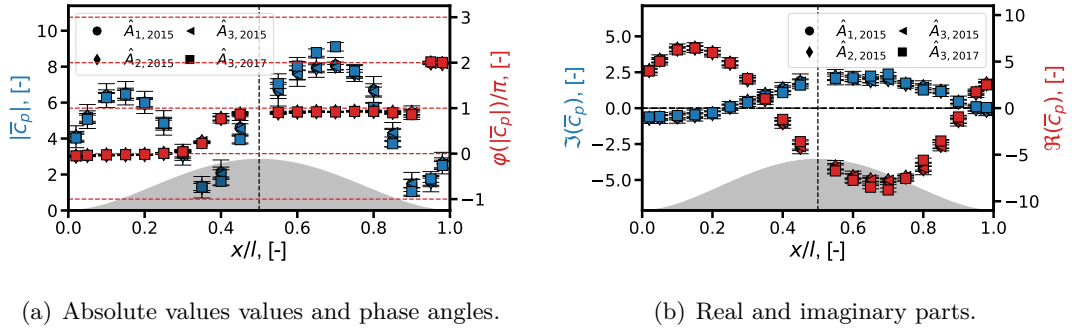 10
8
6
4
2
0
|c̅ₚ|, [-]
Â₁,₂₀₁₅
Â₂,₂₀₁₅
Â₃,₂₀₁₅
Â₃,₂₀₁₇
3
2
1
0
−1
φ(|c̅ₚ|)/π, [-]
0.0 0.2 0.4 0.6 0.8 1.0
x/l, [-]
5.0
2.5
0.0
−2.5
−5.0
ℑ(c̅ₚ), [-]
Â₁,₂₀₁₅
Â₂,₂₀₁₅
Â₃,₂₀₁₅
Â₃,₂₀₁₇
10
5
0
−5
−10
ℜ(c̅ₚ), [-]
0.0 0.2 0.4 0.6 0.8 1.0
x/l, [-]
(a) Absolute values values and phase angles.
(b) Real and imaginary parts.